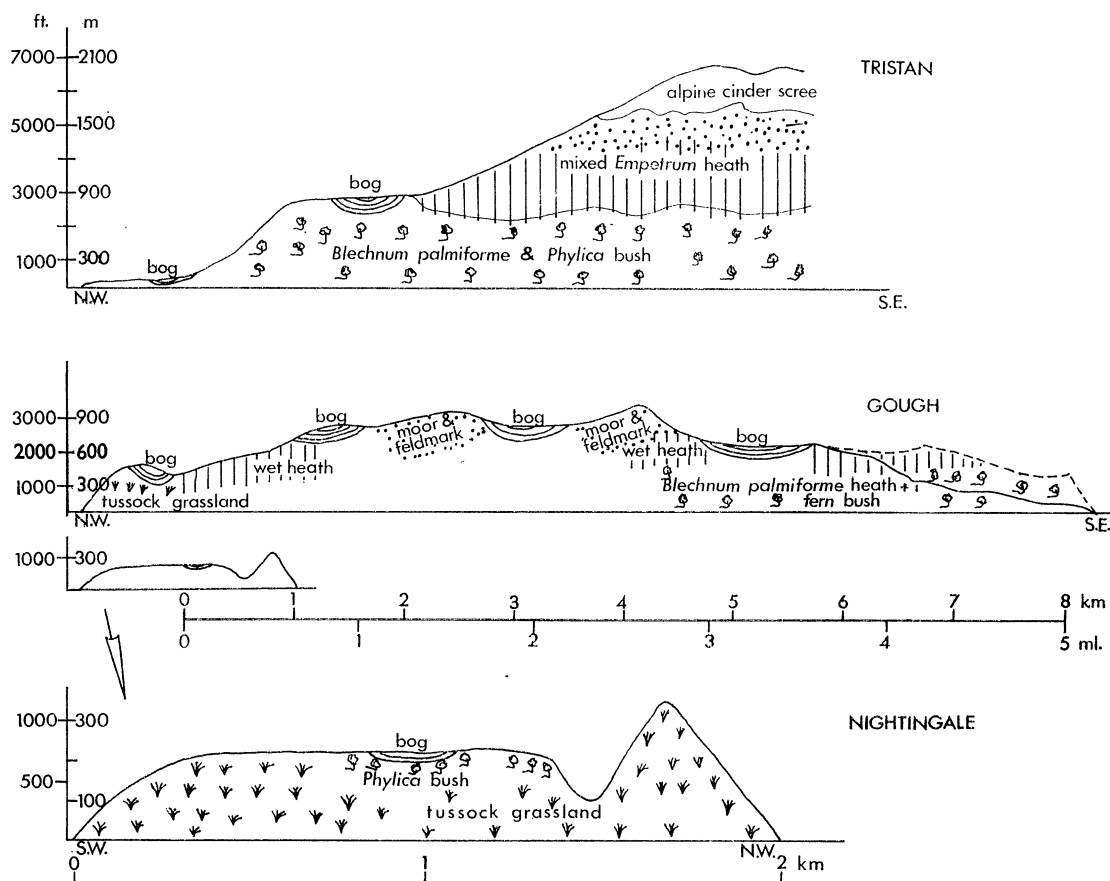 ft. m
7000 2100
TRISTAN
alpine cinder scree
5000 1500
mixed Empetrum heath
3000 900
bog
Blechnum palmiforme & Phylica bush
1000 300
bog
N.W. S.E.
GOUGH
3000 900
bog
moor & feldmark
bog
moor & feldmark
2000 600
bog
wet heath
wet heath
bog
1000 300
tussock grassland
Blechnum palmiforme heath +
fern bush
N.W. S.E.
1000 300
0 1 2 3 4 5 6 7 8 km
0 1 2 3 4 5 ml.
NIGHTINGALE
1000 300
bog
Phylica bush
500
100
tussock grassland
S.W. N.W.
0 1 2 km